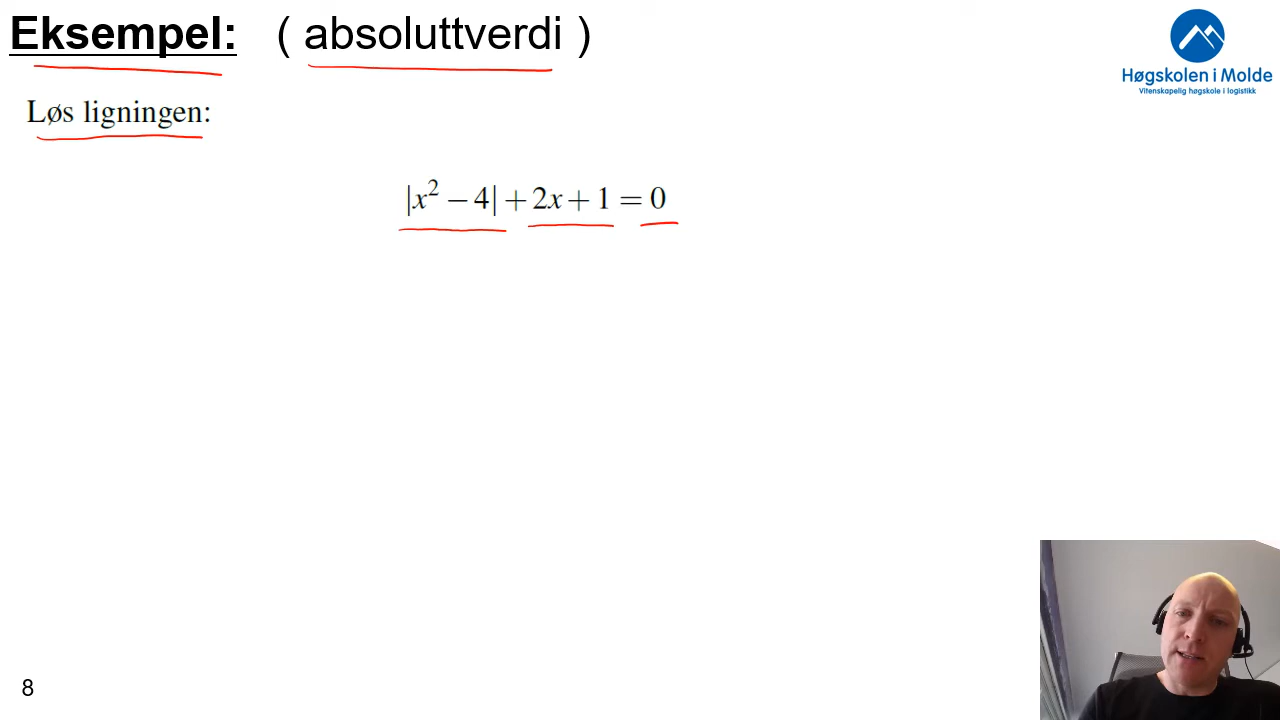 Eksempel: ( absoluttverdi )
Høgskolen i Molde
Vitenskapelig høgskole i logistikk
Løs ligningen:
|x² − 4| + 2x + 1 = 0
8